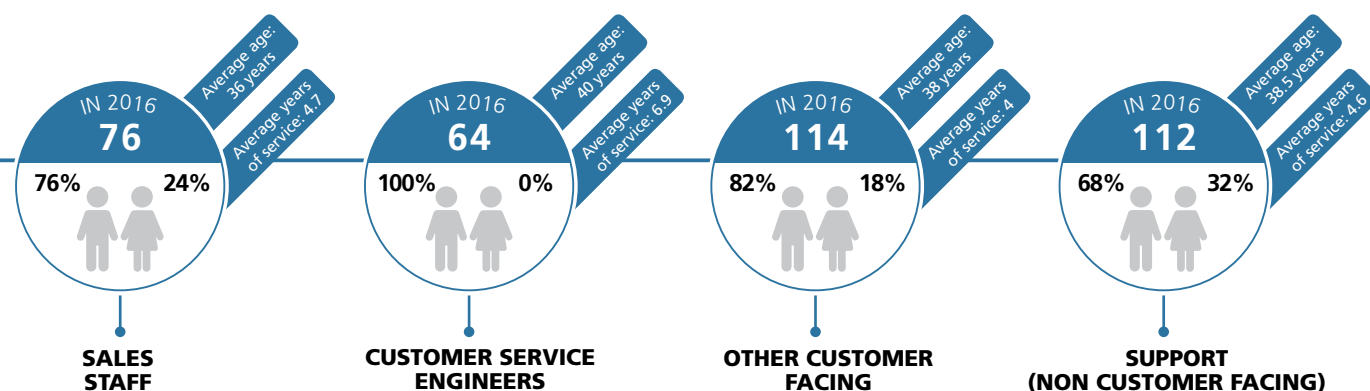 Average age:
36 years
Average years
of service: 4.7
IN 2016
76
76%
24%
SALES
STAFF
Average age:
40 years
Average years
of service: 6.9
IN 2016
64
100%
0%
CUSTOMER SERVICE
ENGINEERS
Average age:
38 years
Average years
of service: 4
IN 2016
114
82%
18%
OTHER CUSTOMER
FACING
Average age:
38.5 years
Average years
of service: 4.6
IN 2016
112
68%
32%
SUPPORT
(NON CUSTOMER FACING)